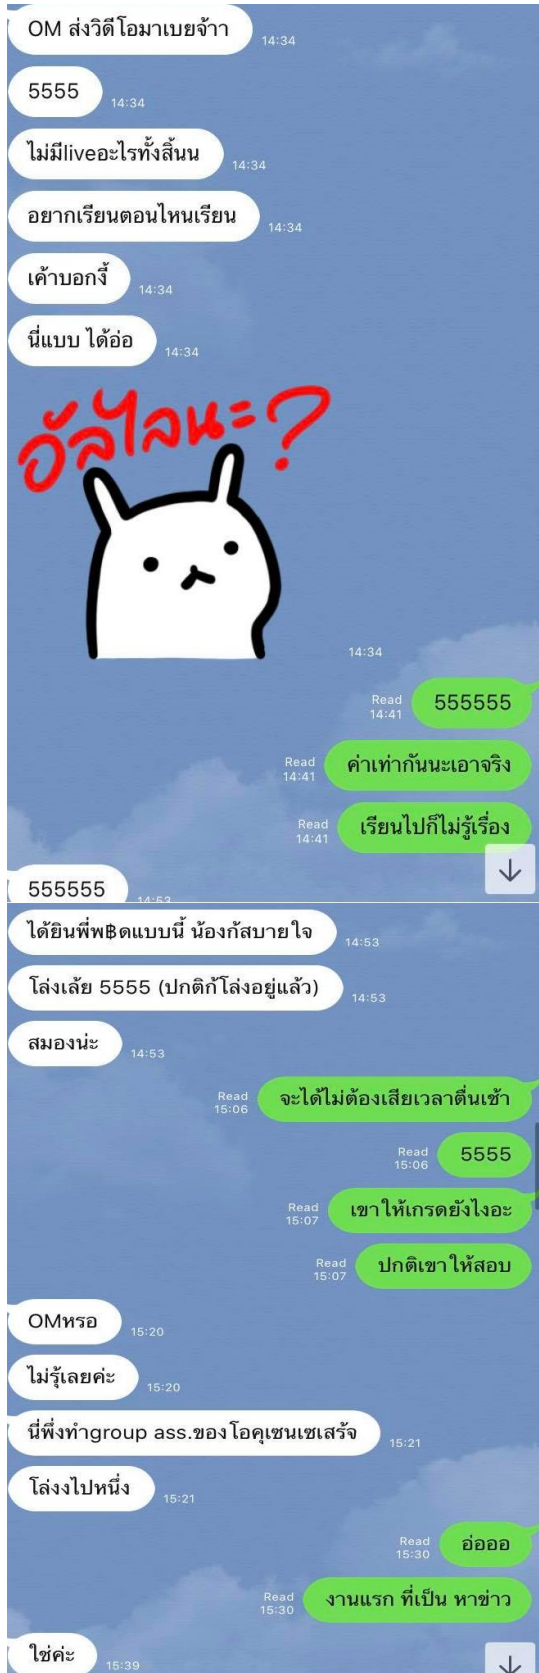 OM ส่งวิดีโอมาเบยจ้าา
14:34
5555
14:34
ไม่มีliveอะไรทั้งสิ้นน
14:34
อยากเรียนตอนไหนเรียน
14:34
เค้าบอกงี้
14:34
นี่แบบ ได้อ่อ
14:34
อัลไลนะ?
14:34
Read
14:41
555555
Read
14:41
ค่าเท่ากันนะเอาจริง
Read
14:41
เรียนไปก็ไม่รู้เรื่อง
555555
14:53
ได้ยินพี่พ฿ดแบบนี้ น้องก้สบายใจ
14:53
โล่งเล้ย 5555 (ปกติก้โล่งอยู่แล้ว)
14:53
สมองน่ะ
14:53
Read
15:06
จะได้ไม่ต้องเสียเวลาตื่นเช้า
Read
15:06
5555
Read
15:07
เขาให้เกรดยังไงอะ
Read
15:07
ปกติเขาให้สอบ
OMหรอ
15:20
ไม่รุ้เลยค่ะ
15:20
นี่พึ่งทำgroup ass.ของโอคุเซนเซเสร้จ
15:21
โล่งงไปหนึ่ง
15:21
Read
15:30
อ่อออ
Read
15:30
งานแรก ที่เป็น หาข่าว
ใช่ค่ะ
15:39